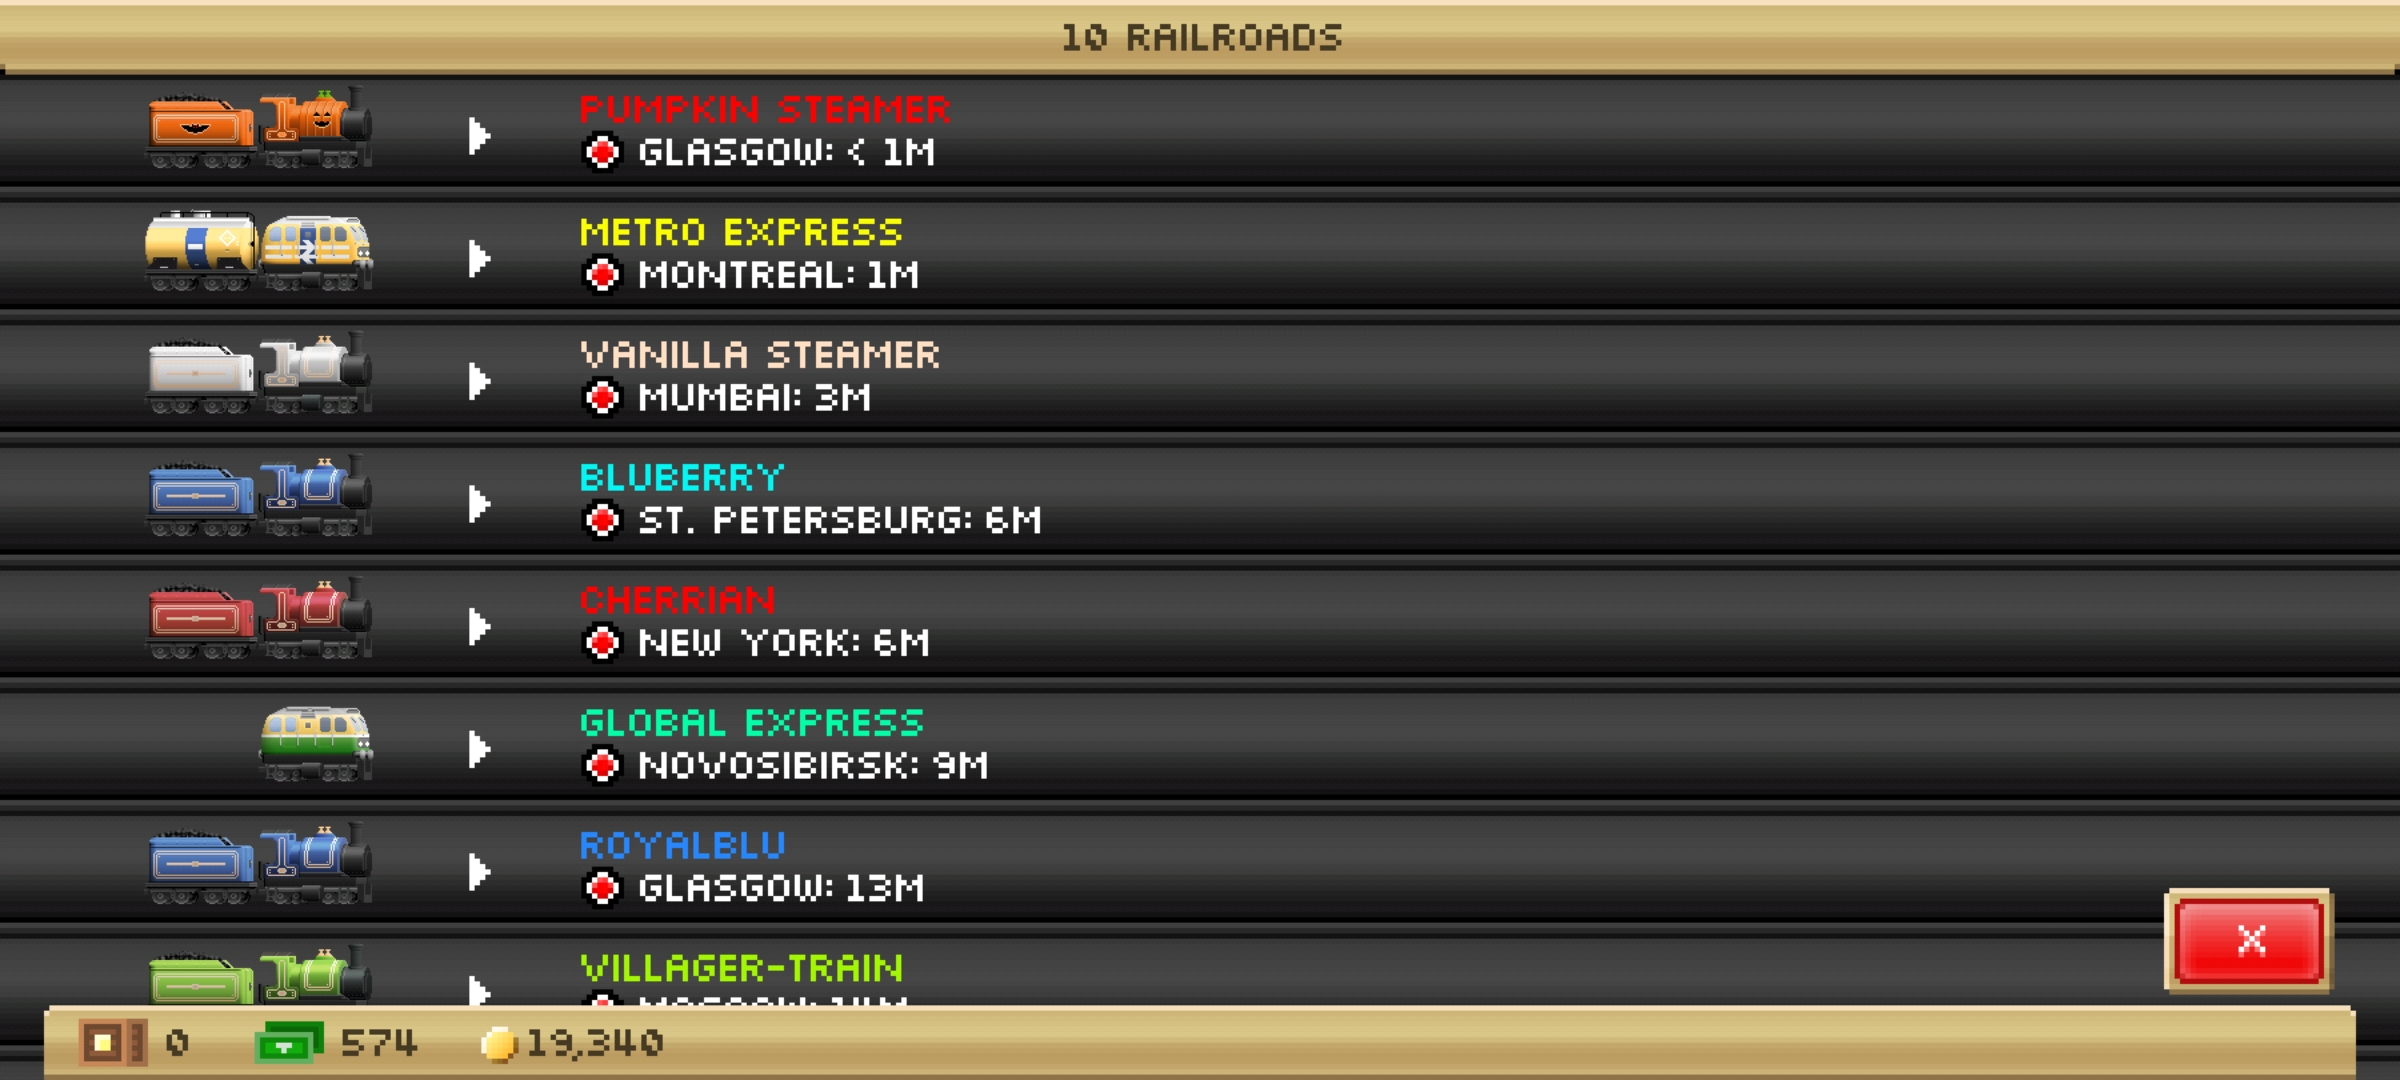 10 RAILROADS
PUMPKIN STEAMER
GLASGOW: < 1M
METRO EXPRESS
MONTREAL: 1M
VANILLA STEAMER
MUMBAI: 3M
BLUBERRY
ST. PETERSBURG: 6M
CHERRIAN
NEW YORK: 6M
GLOBAL EXPRESS
NOVOSIBIRSK: 9M
ROYALBLU
GLASGOW: 13M
VILLAGER-TRAIN
X
0
574
19,340